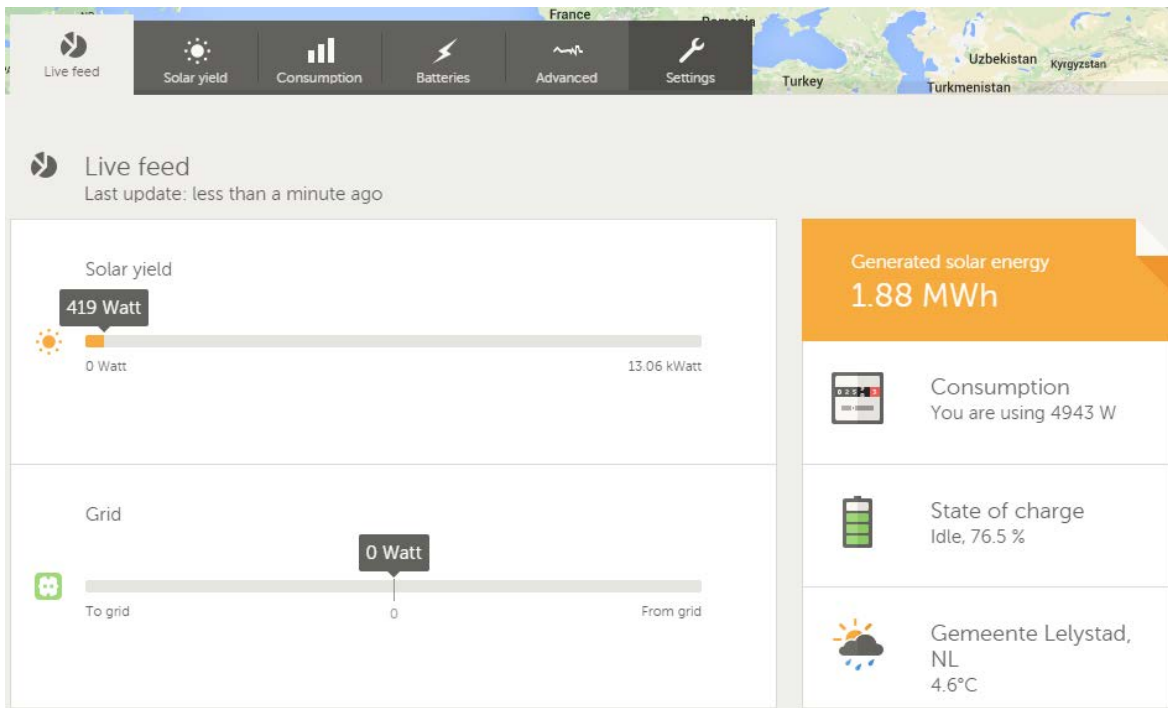 France
Live feed
Solar yield
Consumption
Batteries
Advanced
Settings
Turkey
Uzbekistan
Kyrgyzstan
Turkmenistan
Live feed
Last update: less than a minute ago
Solar yield
419 Watt
0 Watt
13.06 kWatt
Grid
0 Watt
To grid
0
From grid
Generated solar energy
1.88 MWh
Consumption
You are using 4943 W
State of charge
Idle, 76.5 %
Gemeente Lelystad,
NL
4.6°C